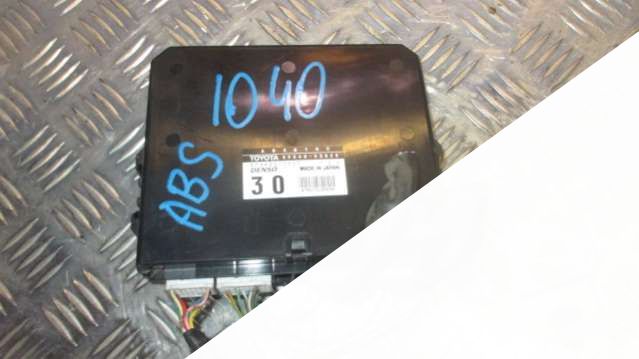 1040
ABS
TOYOTA
DENSO MADE IN JAPAN
30